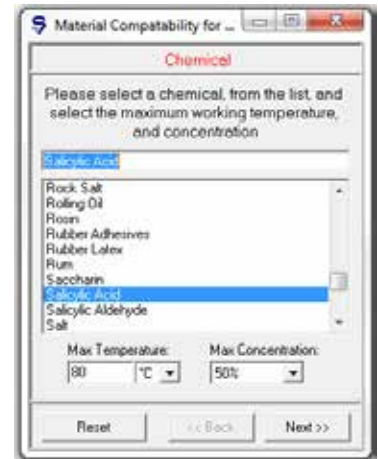 Material Compatability for ...
Chemical
Please select a chemical, from the list, and
select the maximum working temperature,
and concentration
Salicylic Acid
Rock Salt
Rolling Oil
Rosin
Rubber Adhesives
Rubber Latex
Rum
Saccharin
Salicylic Acid
Salicylic Aldehyde
Salt
Max Temperature: Max Concentration:
80 °C 50%
Reset << Back Next >>